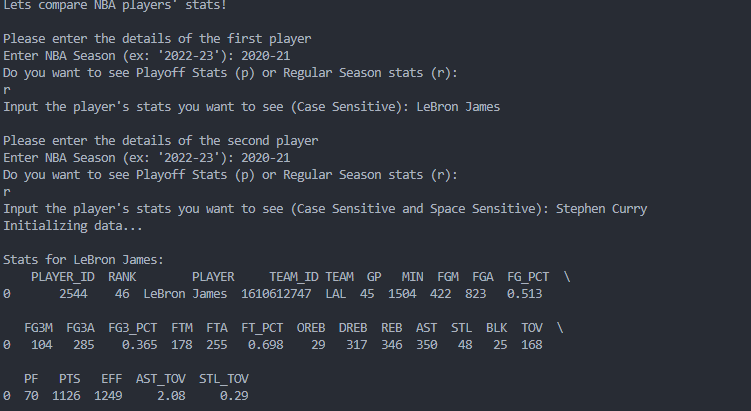 Lets compare NBA players' stats!
Please enter the details of the first player
Enter NBA Season (ex: '2022-23'): 2020-21
Do you want to see Playoff Stats (p) or Regular Season stats (r):
r
Input the player's stats you want to see (Case Sensitive): LeBron James
Please enter the details of the second player
Enter NBA Season (ex: '2022-23'): 2020-21
Do you want to see Playoff Stats (p) or Regular Season stats (r):
r
Input the player's stats you want to see (Case Sensitive and Space Sensitive): Stephen Curry
Initializing data...
Stats for LeBron James:
PLAYER_ID RANK PLAYER TEAM_ID TEAM GP MIN FGM FGA FG_PCT \
0 2544 46 LeBron James 1610612747 LAL 45 1504 422 823 0.513
FG3M FG3A FG3_PCT FTM FTA FT_PCT OREB DREB REB AST STL BLK TOV \
0 104 285 0.365 178 255 0.698 29 317 346 350 48 25 168
PF PTS EFF AST_TOV STL_TOV
0 70 1126 1249 2.08 0.29